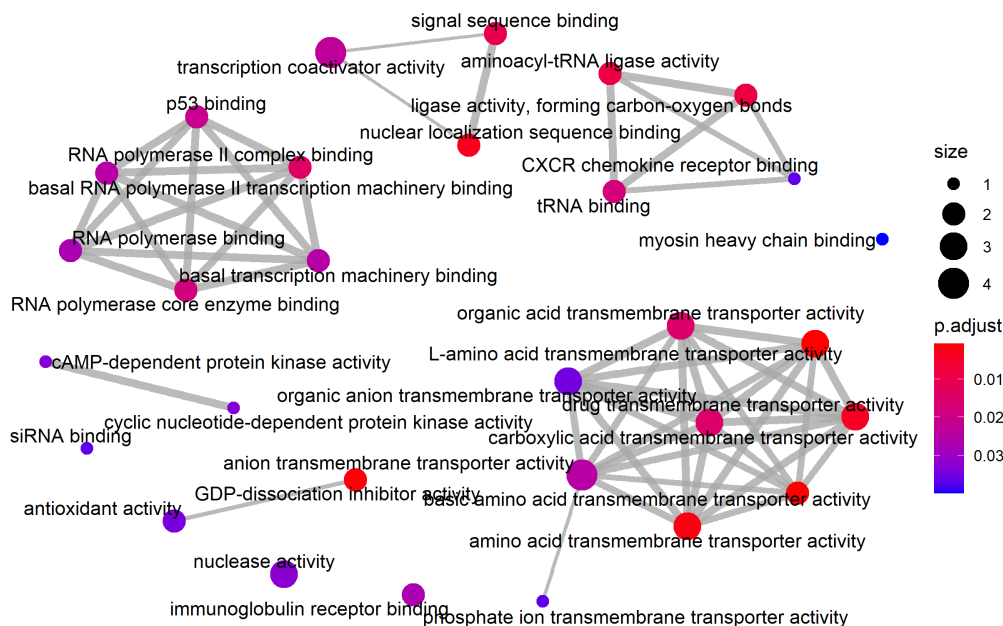 signal sequence binding
transcription coactivator activity
aminoacyl-tRNA ligase activity
p53 binding
ligase activity, forming carbon-oxygen bonds
nuclear localization sequence binding
RNA polymerase II complex binding
CXCR chemokine receptor binding
basal RNA polymerase II transcription machinery binding
tRNA binding
RNA polymerase binding
myosin heavy chain binding
basal transcription machinery binding
RNA polymerase core enzyme binding
organic acid transmembrane transporter activity
L-amino acid transmembrane transporter activity
cAMP-dependent protein kinase activity
organic anion transmembrane transporter activity
drug transmembrane transporter activity
cyclic nucleotide-dependent protein kinase activity
siRNA binding
carboxylic acid transmembrane transporter activity
anion transmembrane transporter activity
GDP-dissociation inhibitor activity
basic amino acid transmembrane transporter activity
antioxidant activity
amino acid transmembrane transporter activity
nuclease activity
immunoglobulin receptor binding
phosphate ion transmembrane transporter activity
size
1
2
3
4
p.adjust
0.01
0.02
0.03